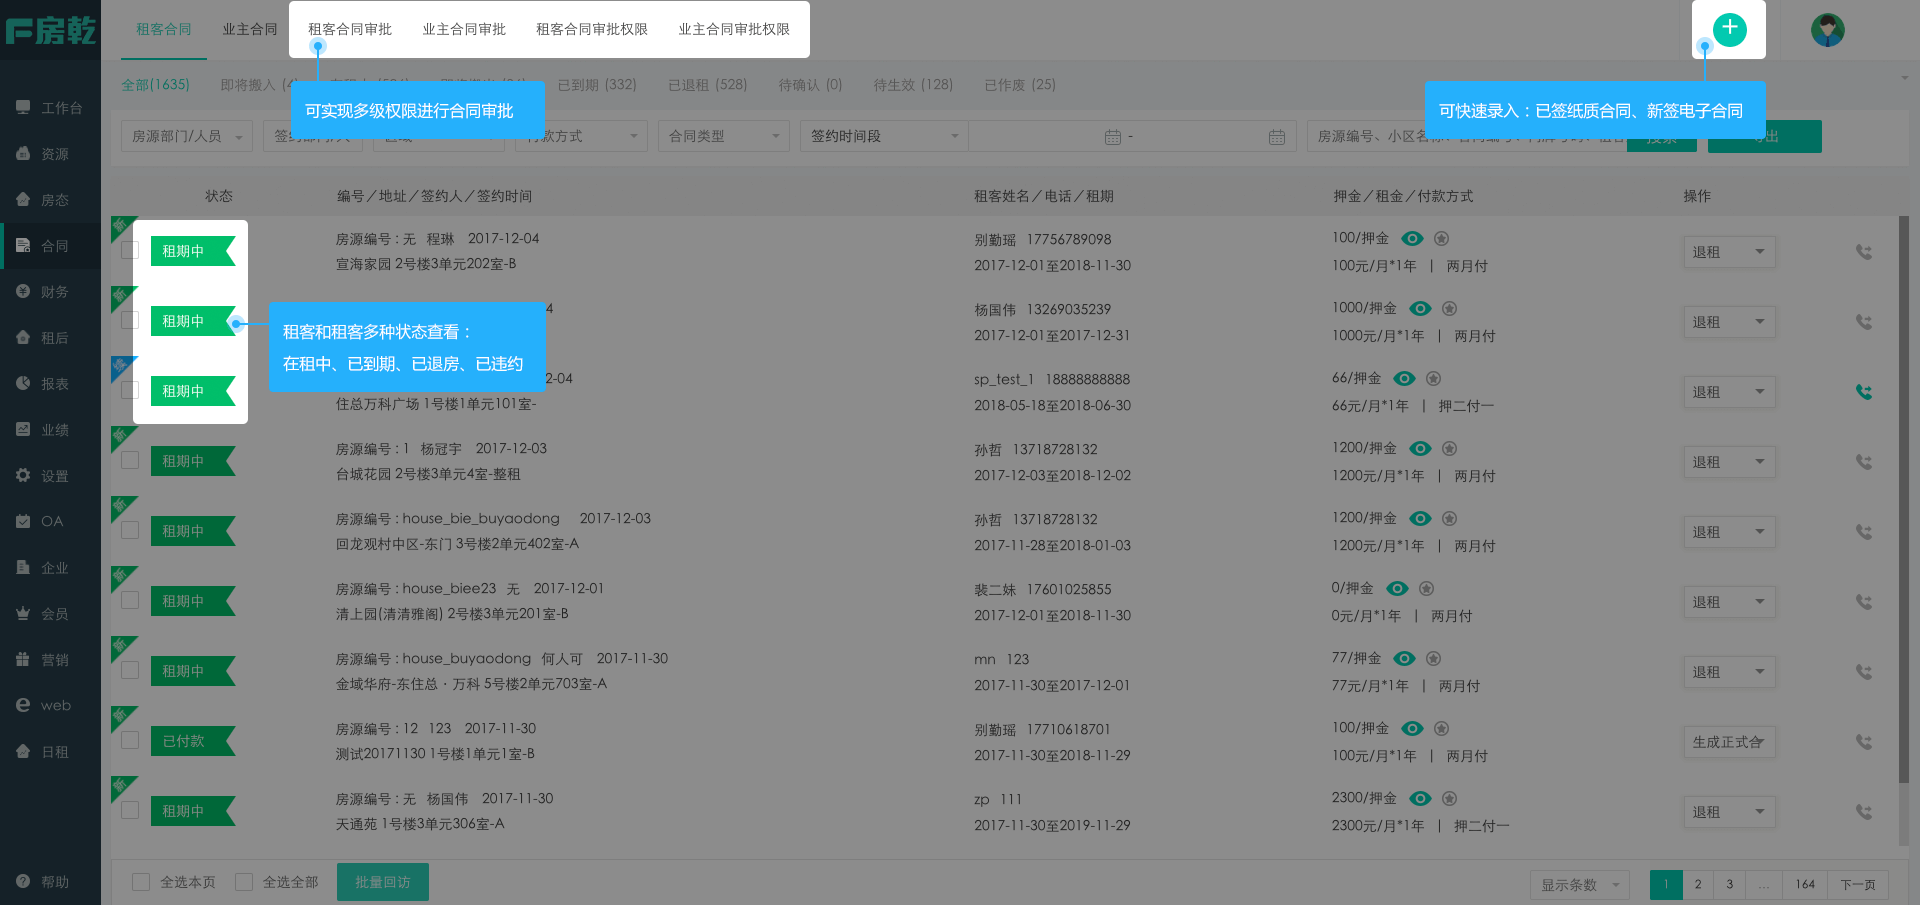 房乾
租客合同
业主合同
租客合同审批
业主合同审批
租客合同审批权限
业主合同审批权限
全部(1635)
即将搬入
已到期 (332)
已退租 (528)
待确认 (0)
待生效 (128)
已作废 (25)
可实现多级权限进行合同审批
可快速录入：已签纸质合同、新签电子合同
房源部门/人员
付款方式
合同类型
签约时间段
-
工作台
资源
房态
合同
财务
租后
报表
业绩
设置
OA
企业
会员
营销
web
日租
帮助
状态
编号／地址／签约人／签约时间
租客姓名／电话／租期
押金／租金／付款方式
操作
新
租期中
房源编号 : 无 程琳 2017-12-04
宣海家园 2号楼3单元202室-B
别勤瑶 17756789098
2017-12-01至2018-11-30
100/押金
100元/月*1年 | 两月付
退租
新
租期中
4
杨国伟 13269035239
2017-12-01至2017-12-31
1000/押金
1000元/月*1年 | 两月付
退租
租客和租客多种状态查看：
在租中、已到期、已退房、已违约
续
租期中
2-04
住总万科广场 1号楼1单元101室-
sp_test_1 18888888888
2018-05-18至2018-06-30
66/押金
66元/月*1年 | 押二付一
退租
新
租期中
房源编号 : 1 杨冠宇 2017-12-03
台城花园 2号楼3单元4室-整租
孙哲 13718728132
2017-12-03至2018-12-02
1200/押金
1200元/月*1年 | 两月付
退租
新
租期中
房源编号 : house_bie_buyaodong 2017-12-03
回龙观村中区-东门 3号楼2单元402室-A
孙哲 13718728132
2017-11-28至2018-01-03
1200/押金
1200元/月*1年 | 两月付
退租
新
租期中
房源编号 : house_biee23 无 2017-12-01
清上园(清清雅阁) 2号楼3单元201室-B
裴二妹 17601025855
2017-12-01至2018-11-30
0/押金
0元/月*1年 | 两月付
退租
新
租期中
房源编号 : house_buyaodong 何人可 2017-11-30
金域华府-东住总 · 万科 5号楼2单元703室-A
mn 123
2017-11-30至2017-12-01
77/押金
77元/月*1年 | 两月付
退租
新
已付款
房源编号 : 12 123 2017-11-30
测试20171130 1号楼1单元1室-B
别勤瑶 17710618701
2017-11-30至2018-11-29
100/押金
100元/月*1年 | 两月付
生成正式合
新
租期中
房源编号 : 无 杨国伟 2017-11-30
天通苑 1号楼3单元306室-A
zp 111
2017-11-30至2019-11-29
2300/押金
2300元/月*1年 | 押二付一
退租
全选本页
全选全部
批量回访
显示条数
1
2
3
...
164
下一页